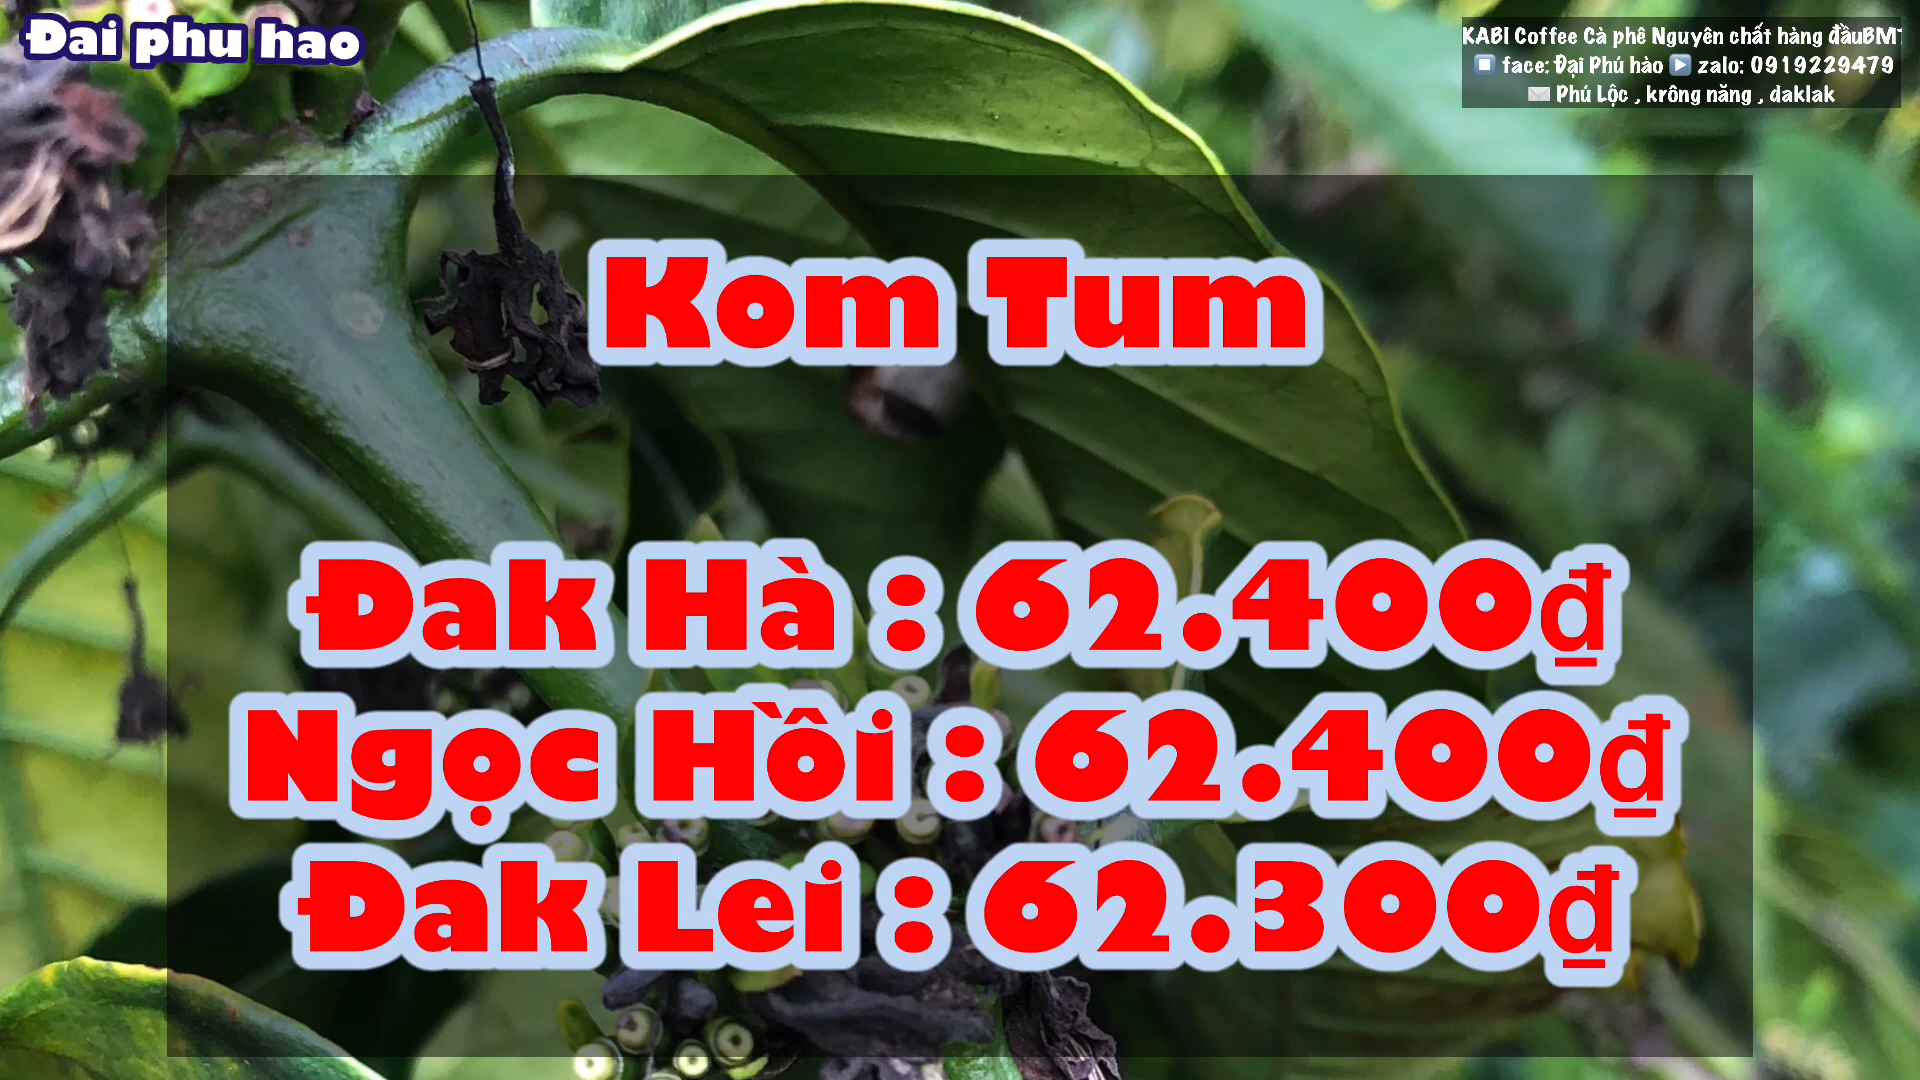 Đai phu hao
KABI Coffee Cà phê Nguyên chất hàng đầuBMT
face: Đại Phú hào zalo: 0919229479
Phú Lộc , krông năng , daklak
Kom Tum
Đak Hà : 62.400₫
Ngọc Hồi : 62.400₫
Đak Lei : 62.300₫